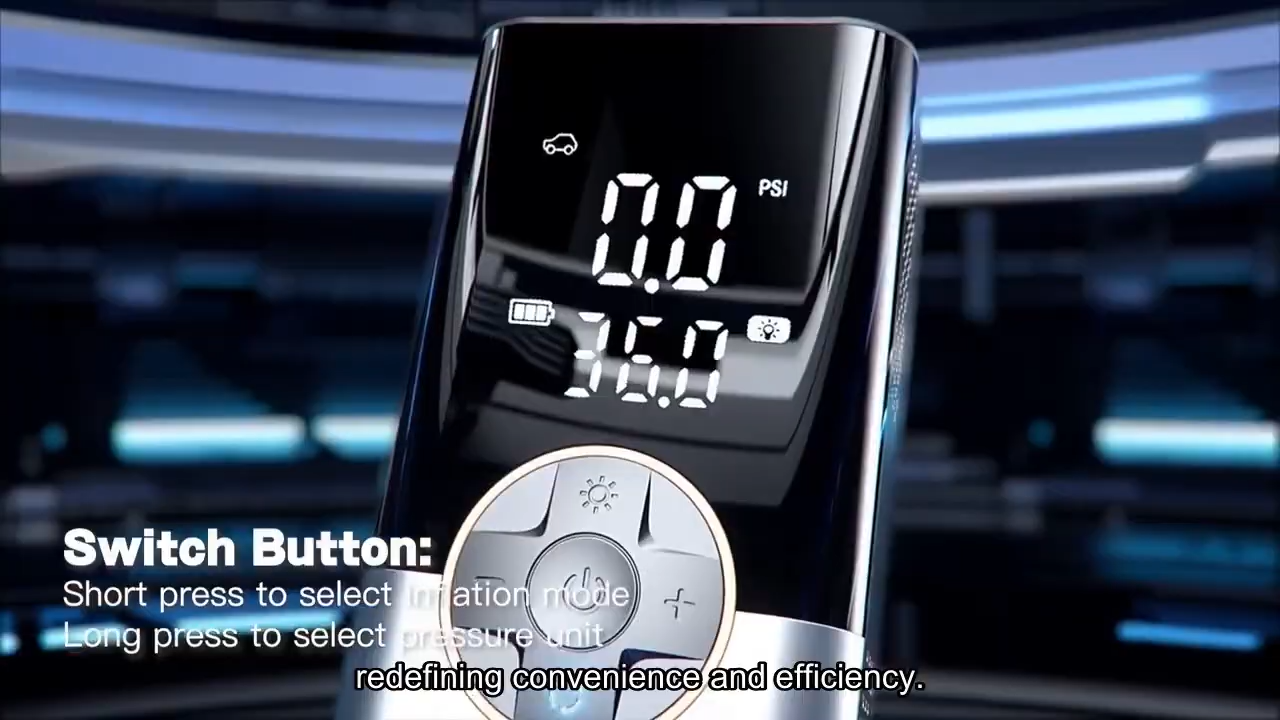 PSI
0.0
36.0
Switch Button:
Short press to select inflation mode
Long press to select pressure unit
redefining convenience and efficiency.